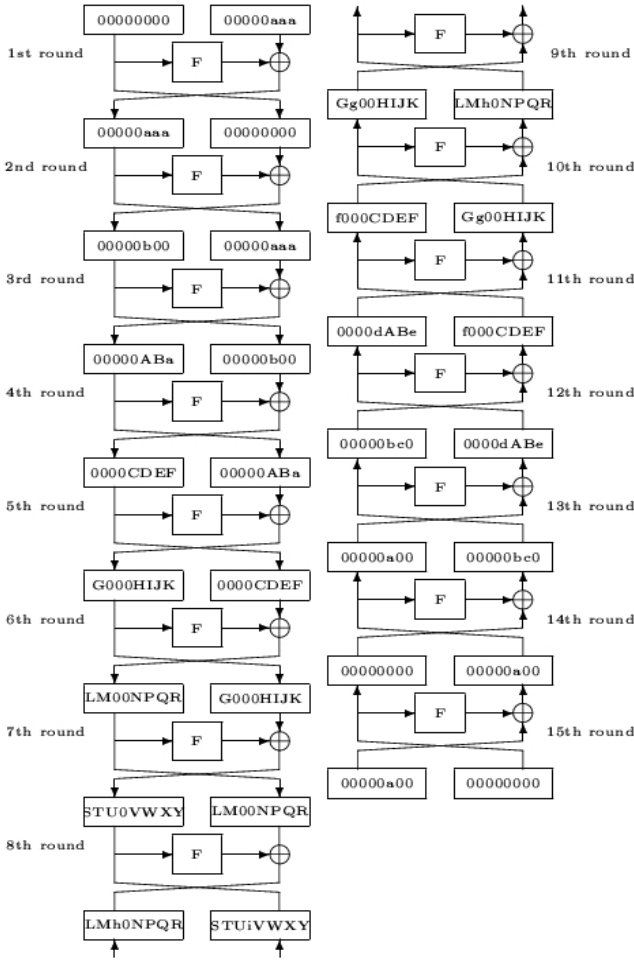 00000000 00000aaa
1st round F
00000aaa 00000000
2nd round F
00000b00 00000aaa
3rd round F
00000ABa 00000b00
4th round F
0000CDEF 00000ABa
5th round F
G000HIJK 0000CDEF
6th round F
LM00NPQR G000HIJK
7th round F
STU0VWXY LM00NPQR
8th round F
LMh0NPQR STUiVWXY
F 9th round
Gg00HIJK LMh0NPQR
F 10th round
f000CDEF Gg00HIJK
F 11th round
0000dABe f000CDEF
F 12th round
00000bc0 0000dABe
F 13th round
00000a00 00000bc0
F 14th round
00000000 00000a00
F 15th round
00000a00 00000000